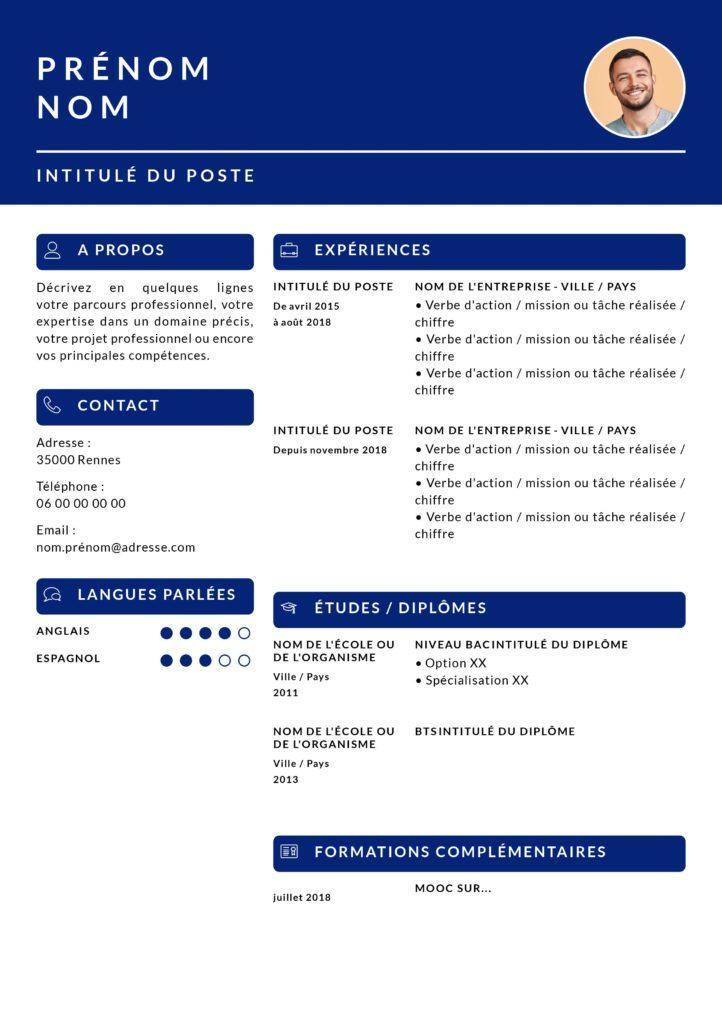 PRÉNOM
NOM
INTITULÉ DU POSTE
A PROPOS
Décrivez en quelques lignes
votre parcours professionnel, votre
expertise dans un domaine précis,
votre projet professionnel ou encore
vos principales compétences.
CONTACT
Adresse :
35000 Rennes
Téléphone :
06 00 00 00 00
Email :
nom.prénom@adresse.com
LANGUES PARLÉES
ANGLAIS
ESPAGNOL
EXPÉRIENCES
INTITULÉ DU POSTE
De avril 2015
à août 2018
NOM DE L'ENTREPRISE - VILLE / PAYS
• Verbe d'action / mission ou tâche réalisée /
chiffre
• Verbe d'action / mission ou tâche réalisée /
chiffre
• Verbe d'action / mission ou tâche réalisée /
chiffre
INTITULÉ DU POSTE
Depuis novembre 2018
NOM DE L'ENTREPRISE - VILLE / PAYS
• Verbe d'action / mission ou tâche réalisée /
chiffre
• Verbe d'action / mission ou tâche réalisée /
chiffre
• Verbe d'action / mission ou tâche réalisée /
chiffre
ÉTUDES / DIPLÔMES
NOM DE L'ÉCOLE OU
DE L'ORGANISME
Ville / Pays
2011
NIVEAU BACINTITULÉ DU DIPLÔME
• Option XX
• Spécialisation XX
NOM DE L'ÉCOLE OU
DE L'ORGANISME
Ville / Pays
2013
BTSINTITULÉ DU DIPLÔME
FORMATIONS COMPLÉMENTAIRES
juillet 2018
MOOC SUR...